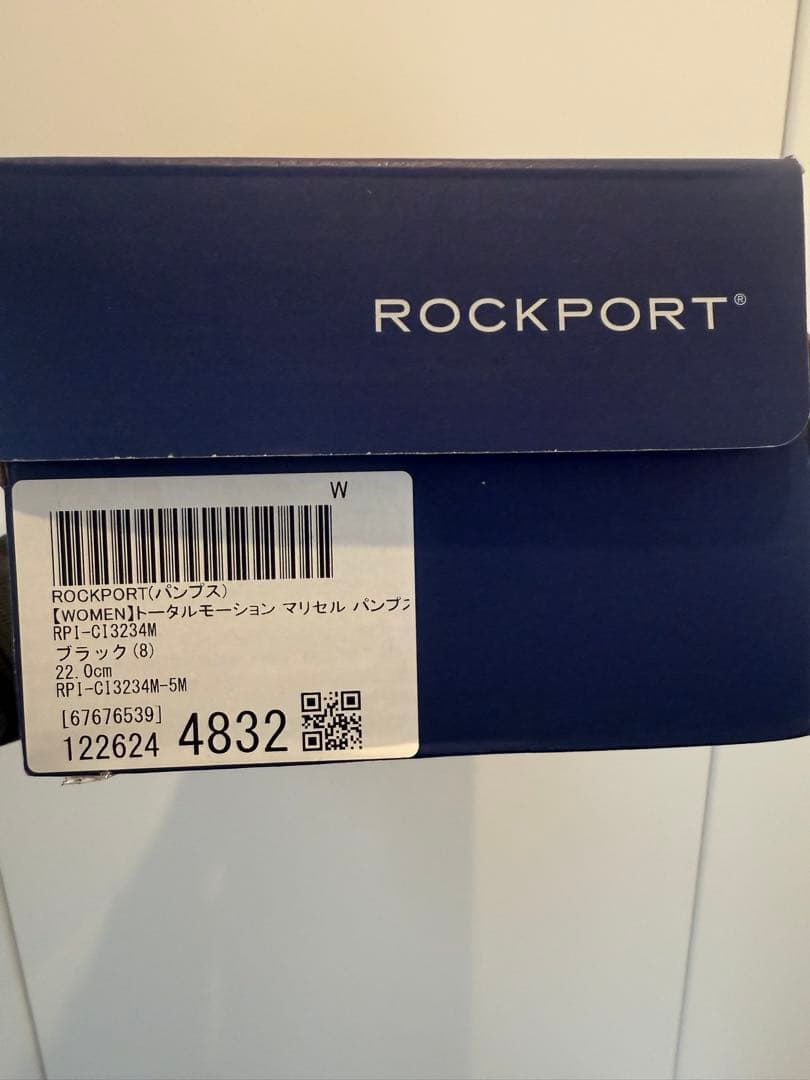 ROCKPORT®
W
ROCKPORT(パンプス)
【WOMEN】トータルモーション マリセル パンプス
RPI-CI3234M
ブラック(8)
22.0cm
RPI-CI3234M-5M
[67676539]
122624 4832